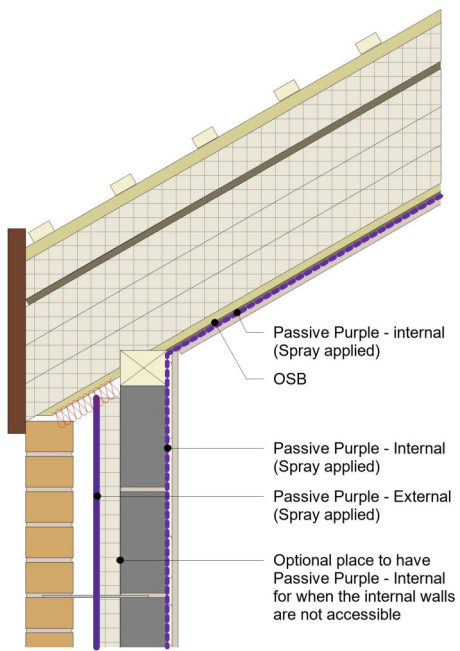 Passive Purple - internal
(Spray applied)
OSB
Passive Purple - Internal
(Spray applied)
Passive Purple - External
(Spray applied)
Optional place to have
Passive Purple - Internal
for when the internal walls
are not accessible